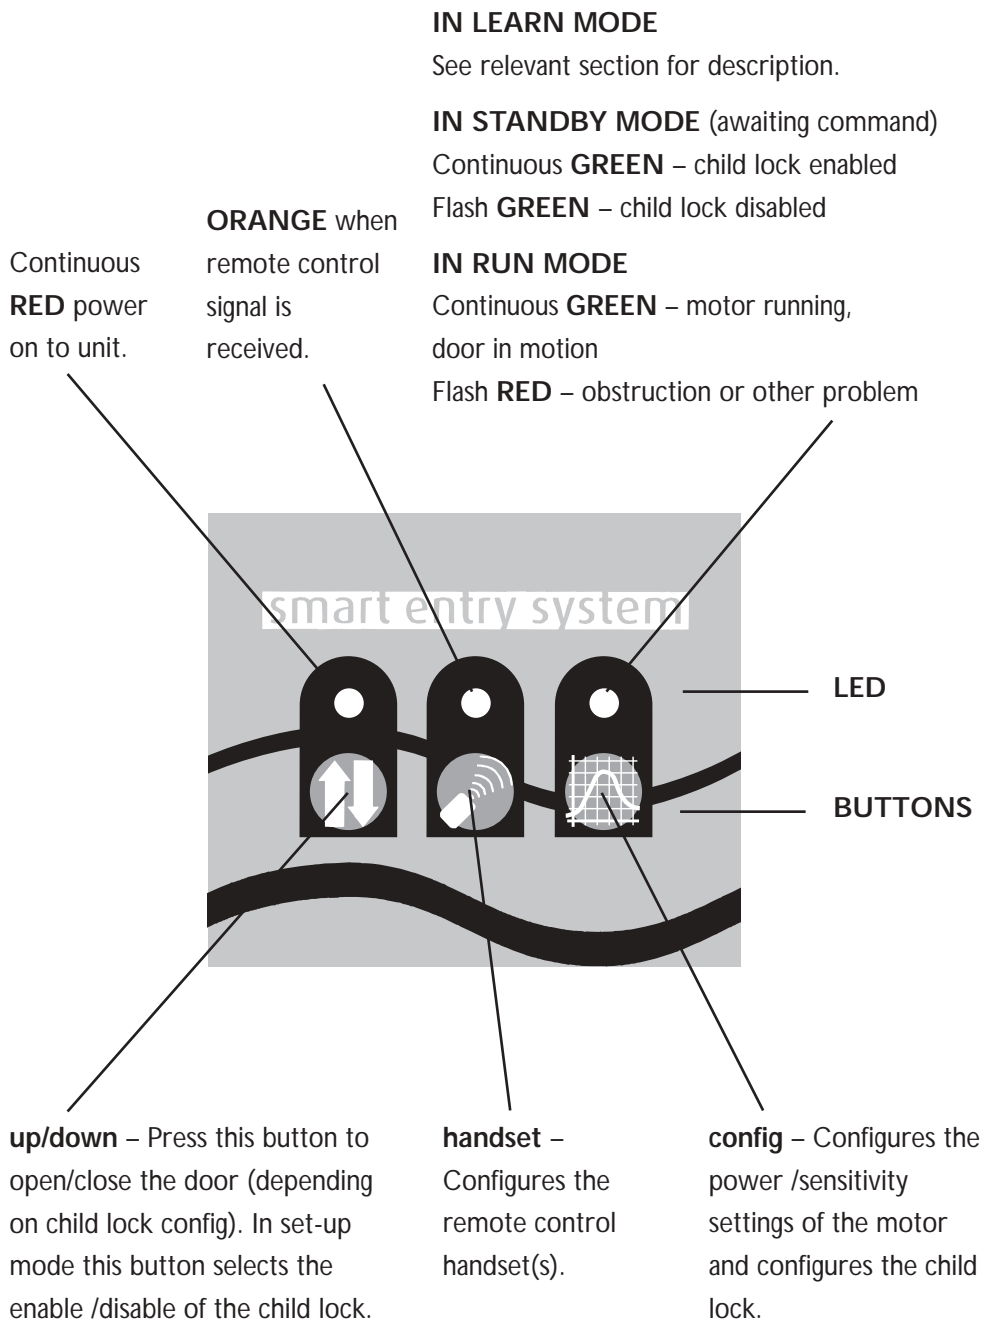 IN LEARN MODE
See relevant section for description.
IN STANDBY MODE (awaiting command)
Continuous GREEN – child lock enabled
Flash GREEN – child lock disabled
IN RUN MODE
Continuous GREEN – motor running,
door in motion
Flash RED – obstruction or other problem
ORANGE when
remote control
signal is
received.
Continuous
RED power
on to unit.
smart entry system
LED
BUTTONS
up/down – Press this button to
open/close the door (depending
on child lock config). In set-up
mode this button selects the
enable /disable of the child lock.
handset –
Configures the
remote control
handset(s).
config – Configures the
power /sensitivity
settings of the motor
and configures the child
lock.